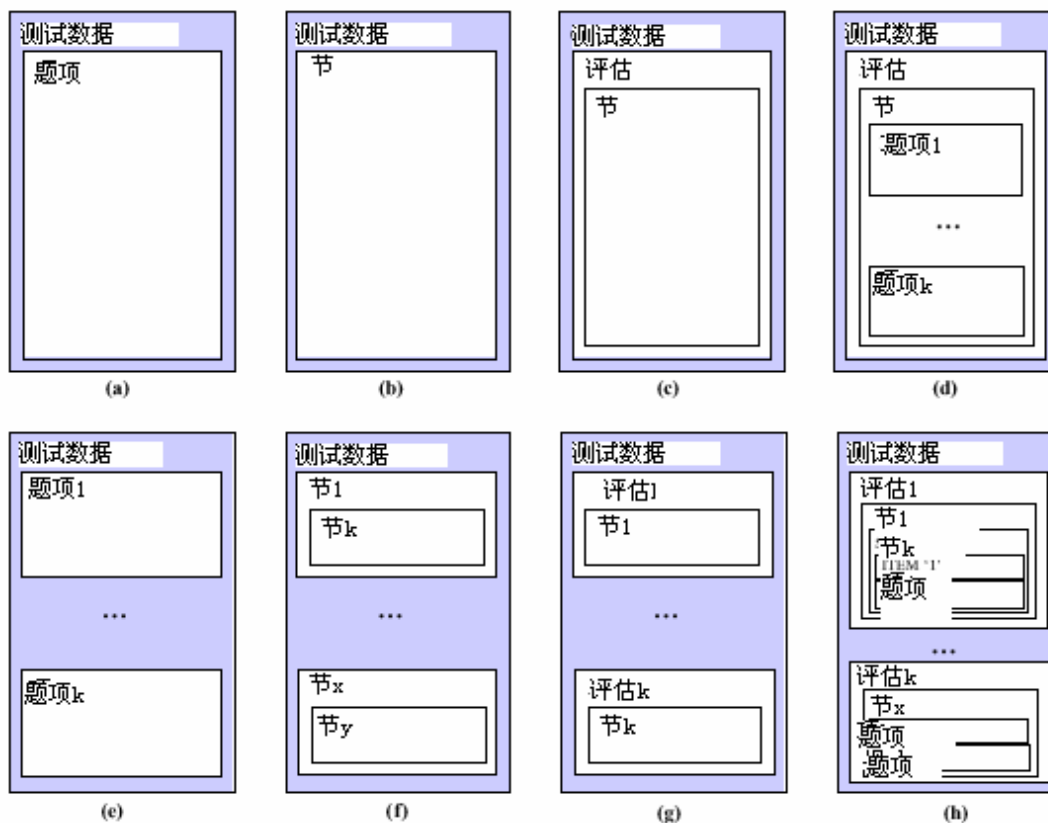 测试数据
题项
(a)
测试数据
节
(b)
测试数据
评估
节
(c)
测试数据
评估
节
题项1
...
题项k
(d)
测试数据
题项1
...
题项k
(e)
测试数据
节1
节k
...
节x
节y
(f)
测试数据
评估1
节1
...
评估k
节k
(g)
测试数据
评估1
节1
节k
ITEM '1'
题项
...
评估k
节x
题项
题项
(h)